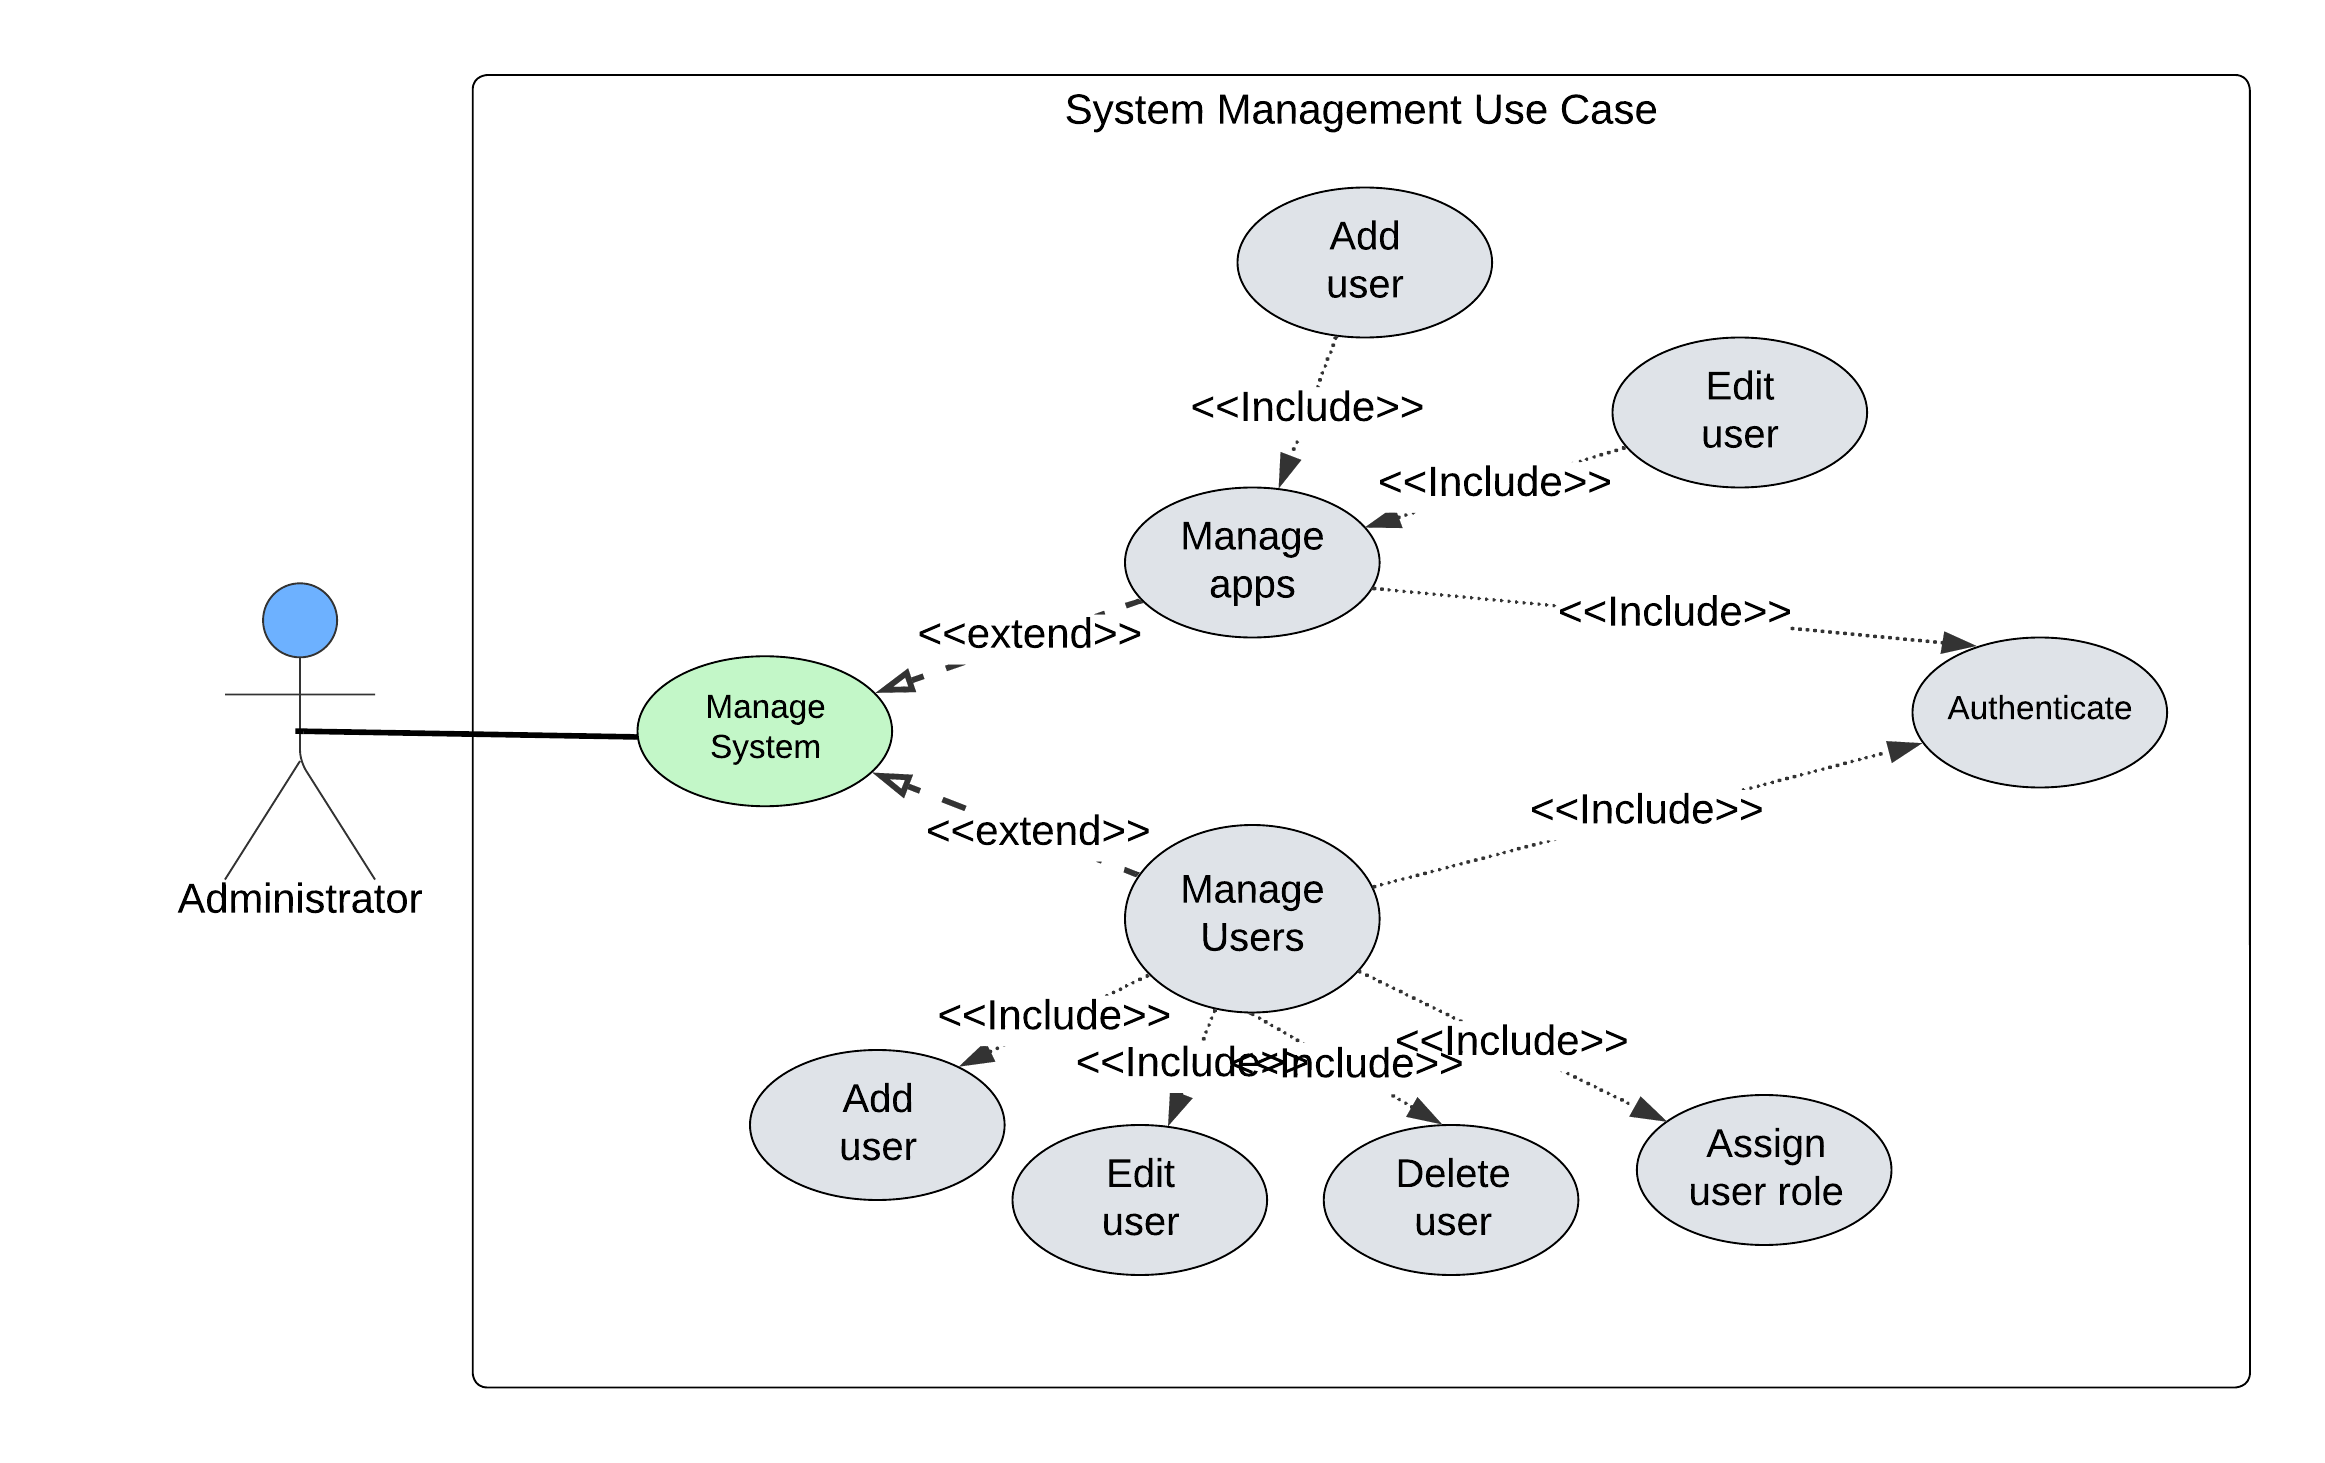 System Management Use Case
Add
user
<<Include>>
Edit
user
<<Include>>
Manage
apps
<<Include>>
<<extend>>
Manage
System
Authenticate
<<Include>>
<<extend>>
Manage
Users
Administrator
<<Include>>
<<Include>>
<<Include>>
<<Include>>
Add
user
Edit
user
Delete
user
Assign
user role